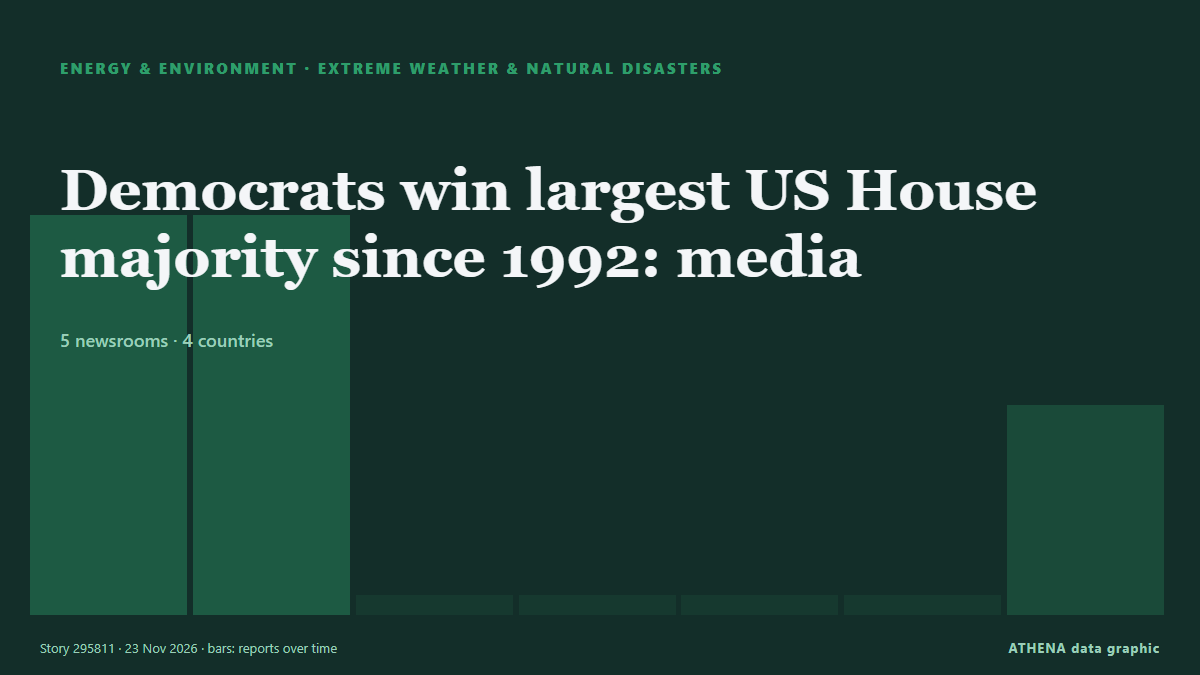 ENERGY & ENVIRONMENT · EXTREME WEATHER & NATURAL DISASTERS
Democrats win largest US House
majority since 1992: media
5 newsrooms · 4 countries
Story 295811 · 23 Nov 2026 · bars: reports over time
ATHENA data graphic